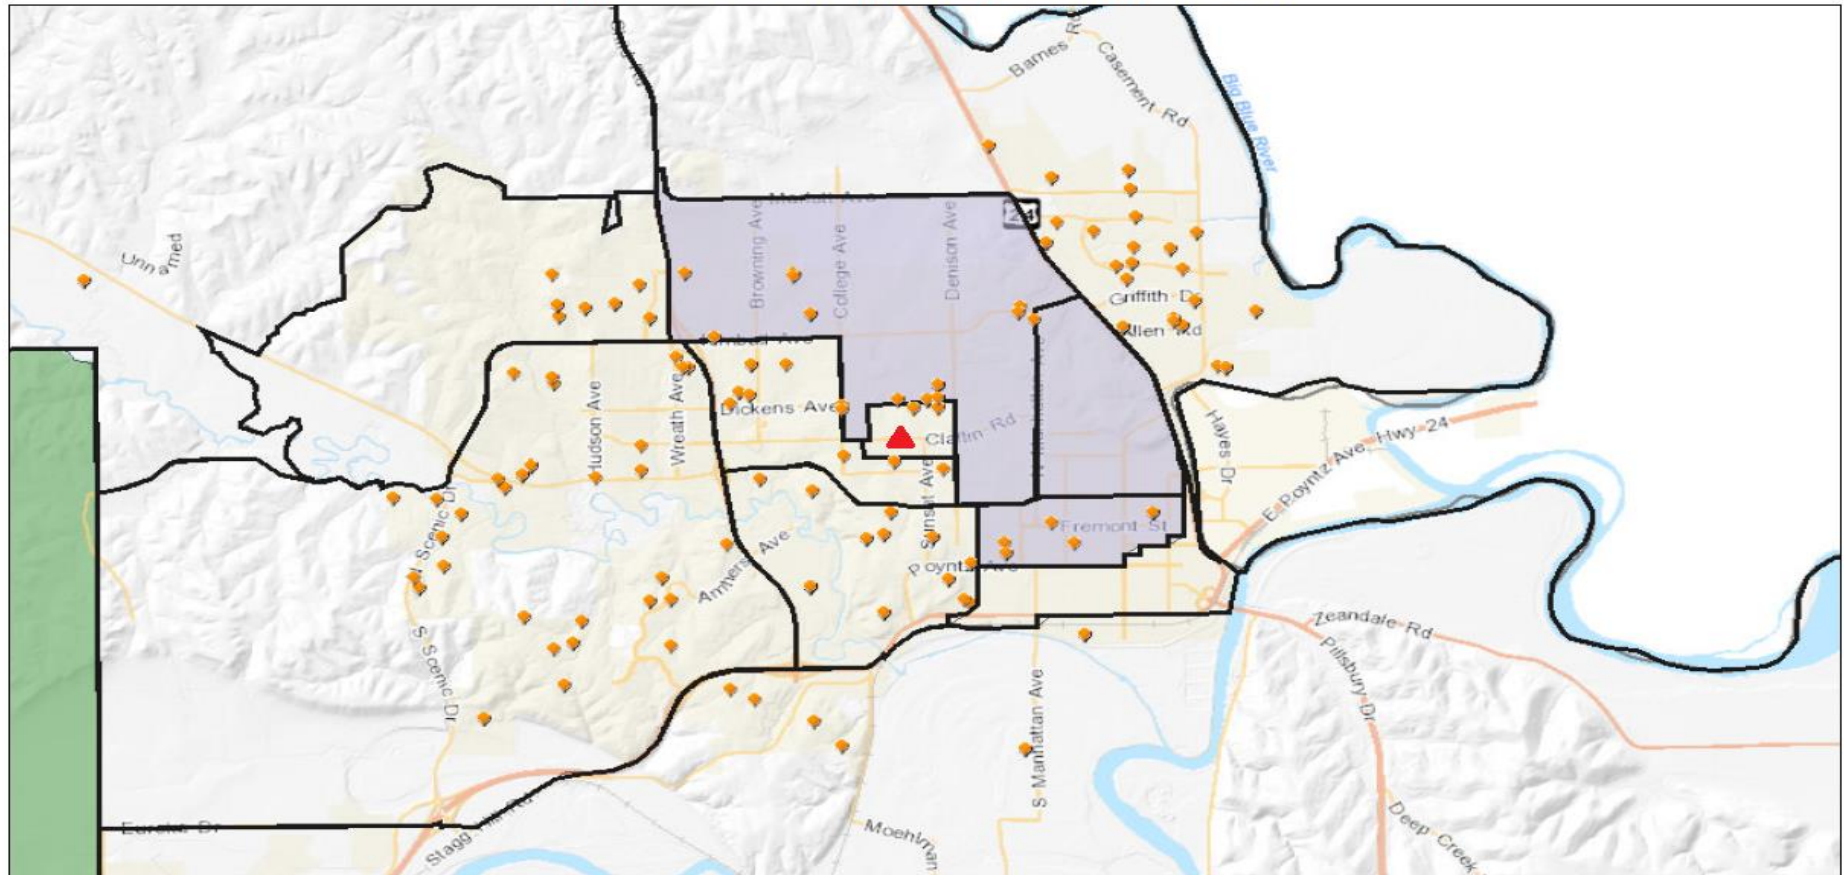 Barnes Rd
Casement Rd
Big Blue River
Marlatt Ave
24
Unnamed
Browning Ave
College Ave
Denison Ave
Griffith Dr
Allen Rd
Kimball Ave
Dickens Ave
Hudson Ave
Wreath Ave
Claflin Rd
Hayes Dr
E Poyntz Ave
Hwy-24
N Scenic Dr
Sunset Ave
Fremont St
Amherst Ave
Poyntz Ave
S Scenic Dr
Zeandale Rd
Pillsbury Dr
S Manhattan Ave
Eureka Dr
Stagg Hill Rd
Moehlman
Deep Creek